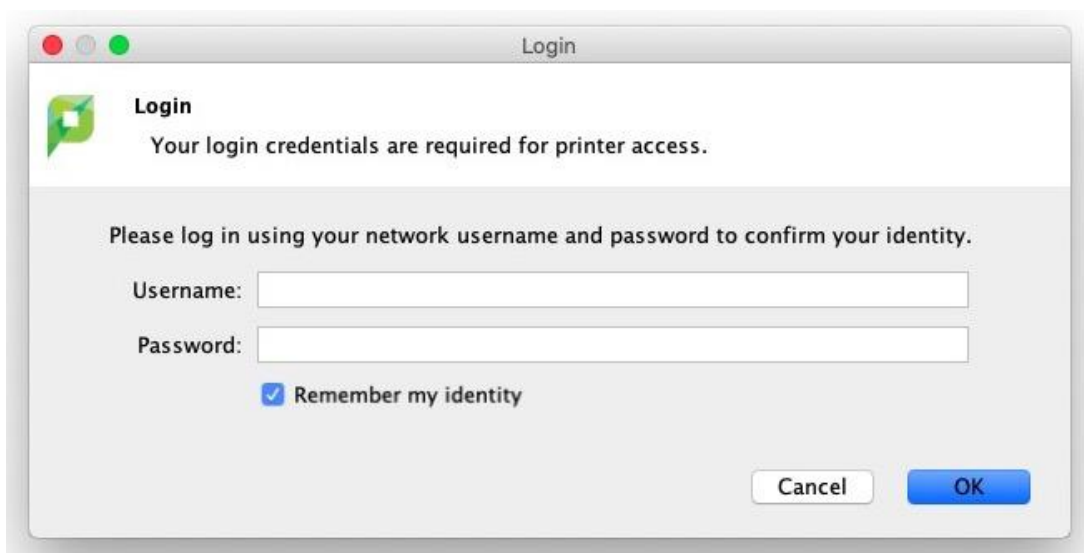 Login
Login
Your login credentials are required for printer access.
Please log in using your network username and password to confirm your identity.
Username:
Password:
Remember my identity
Cancel OK